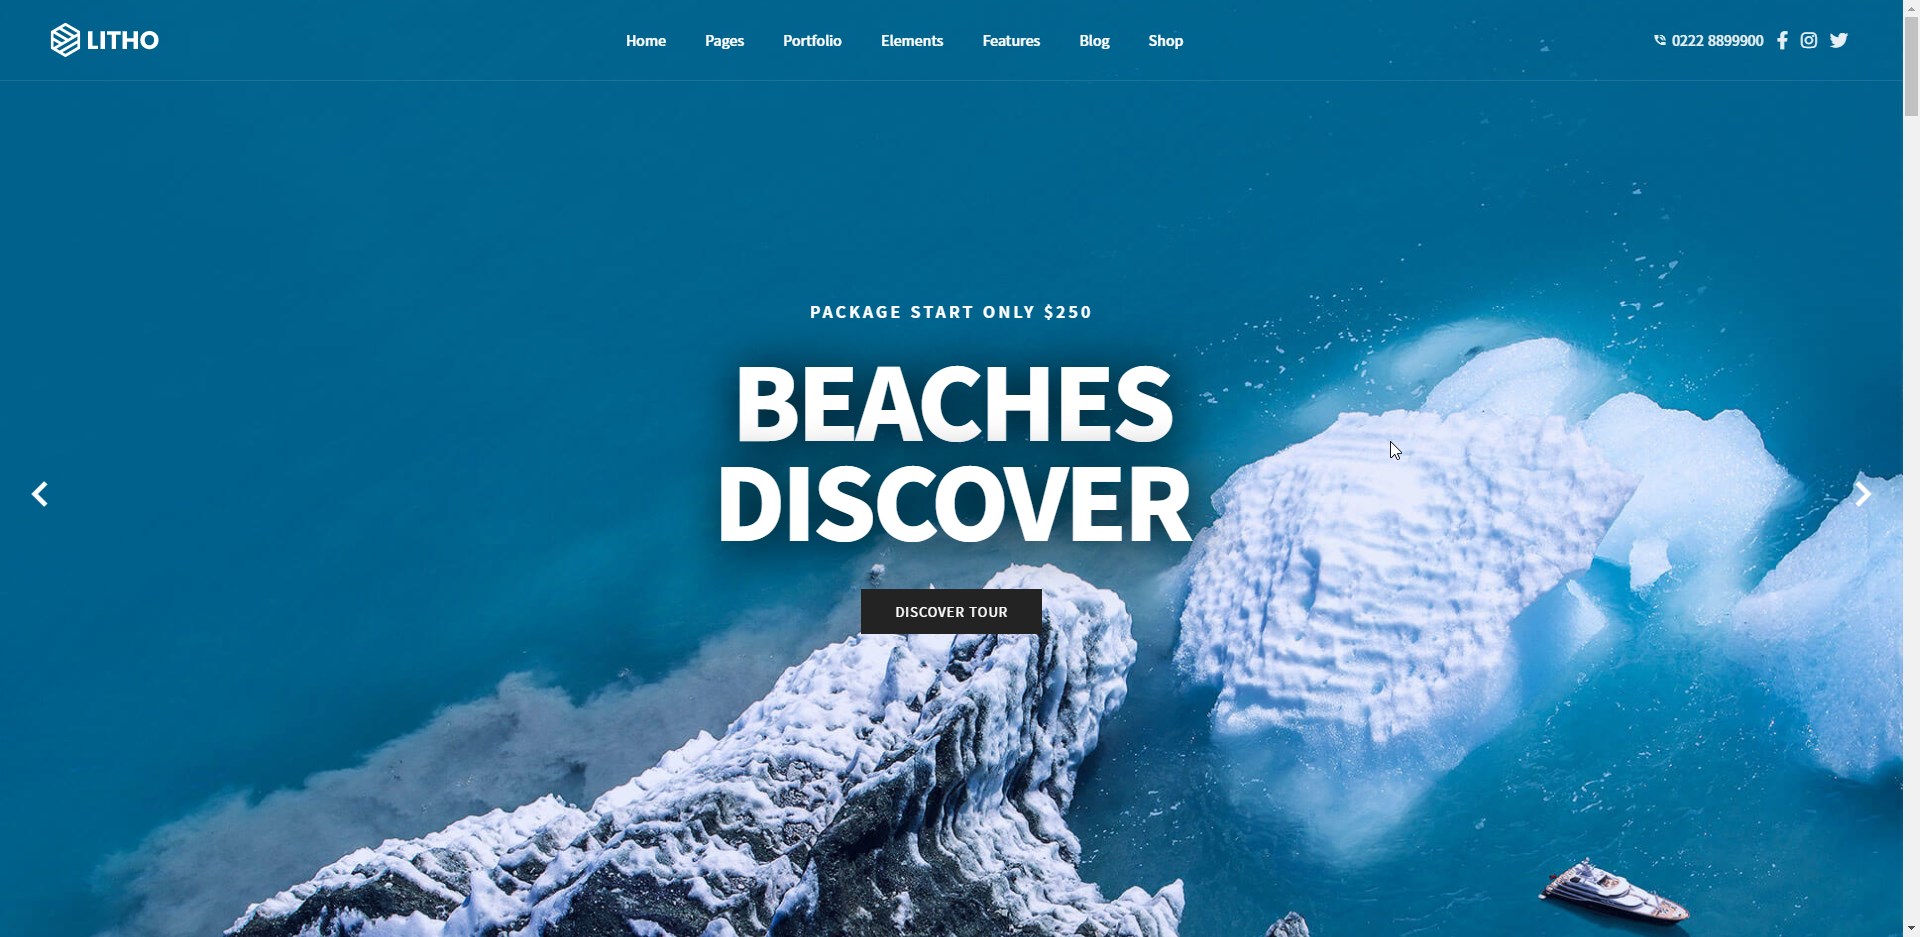 LITHO
Home Pages Portfolio Elements Features Blog Shop
0222 8899900
PACKAGE START ONLY $250
BEACHES
DISCOVER
DISCOVER TOUR